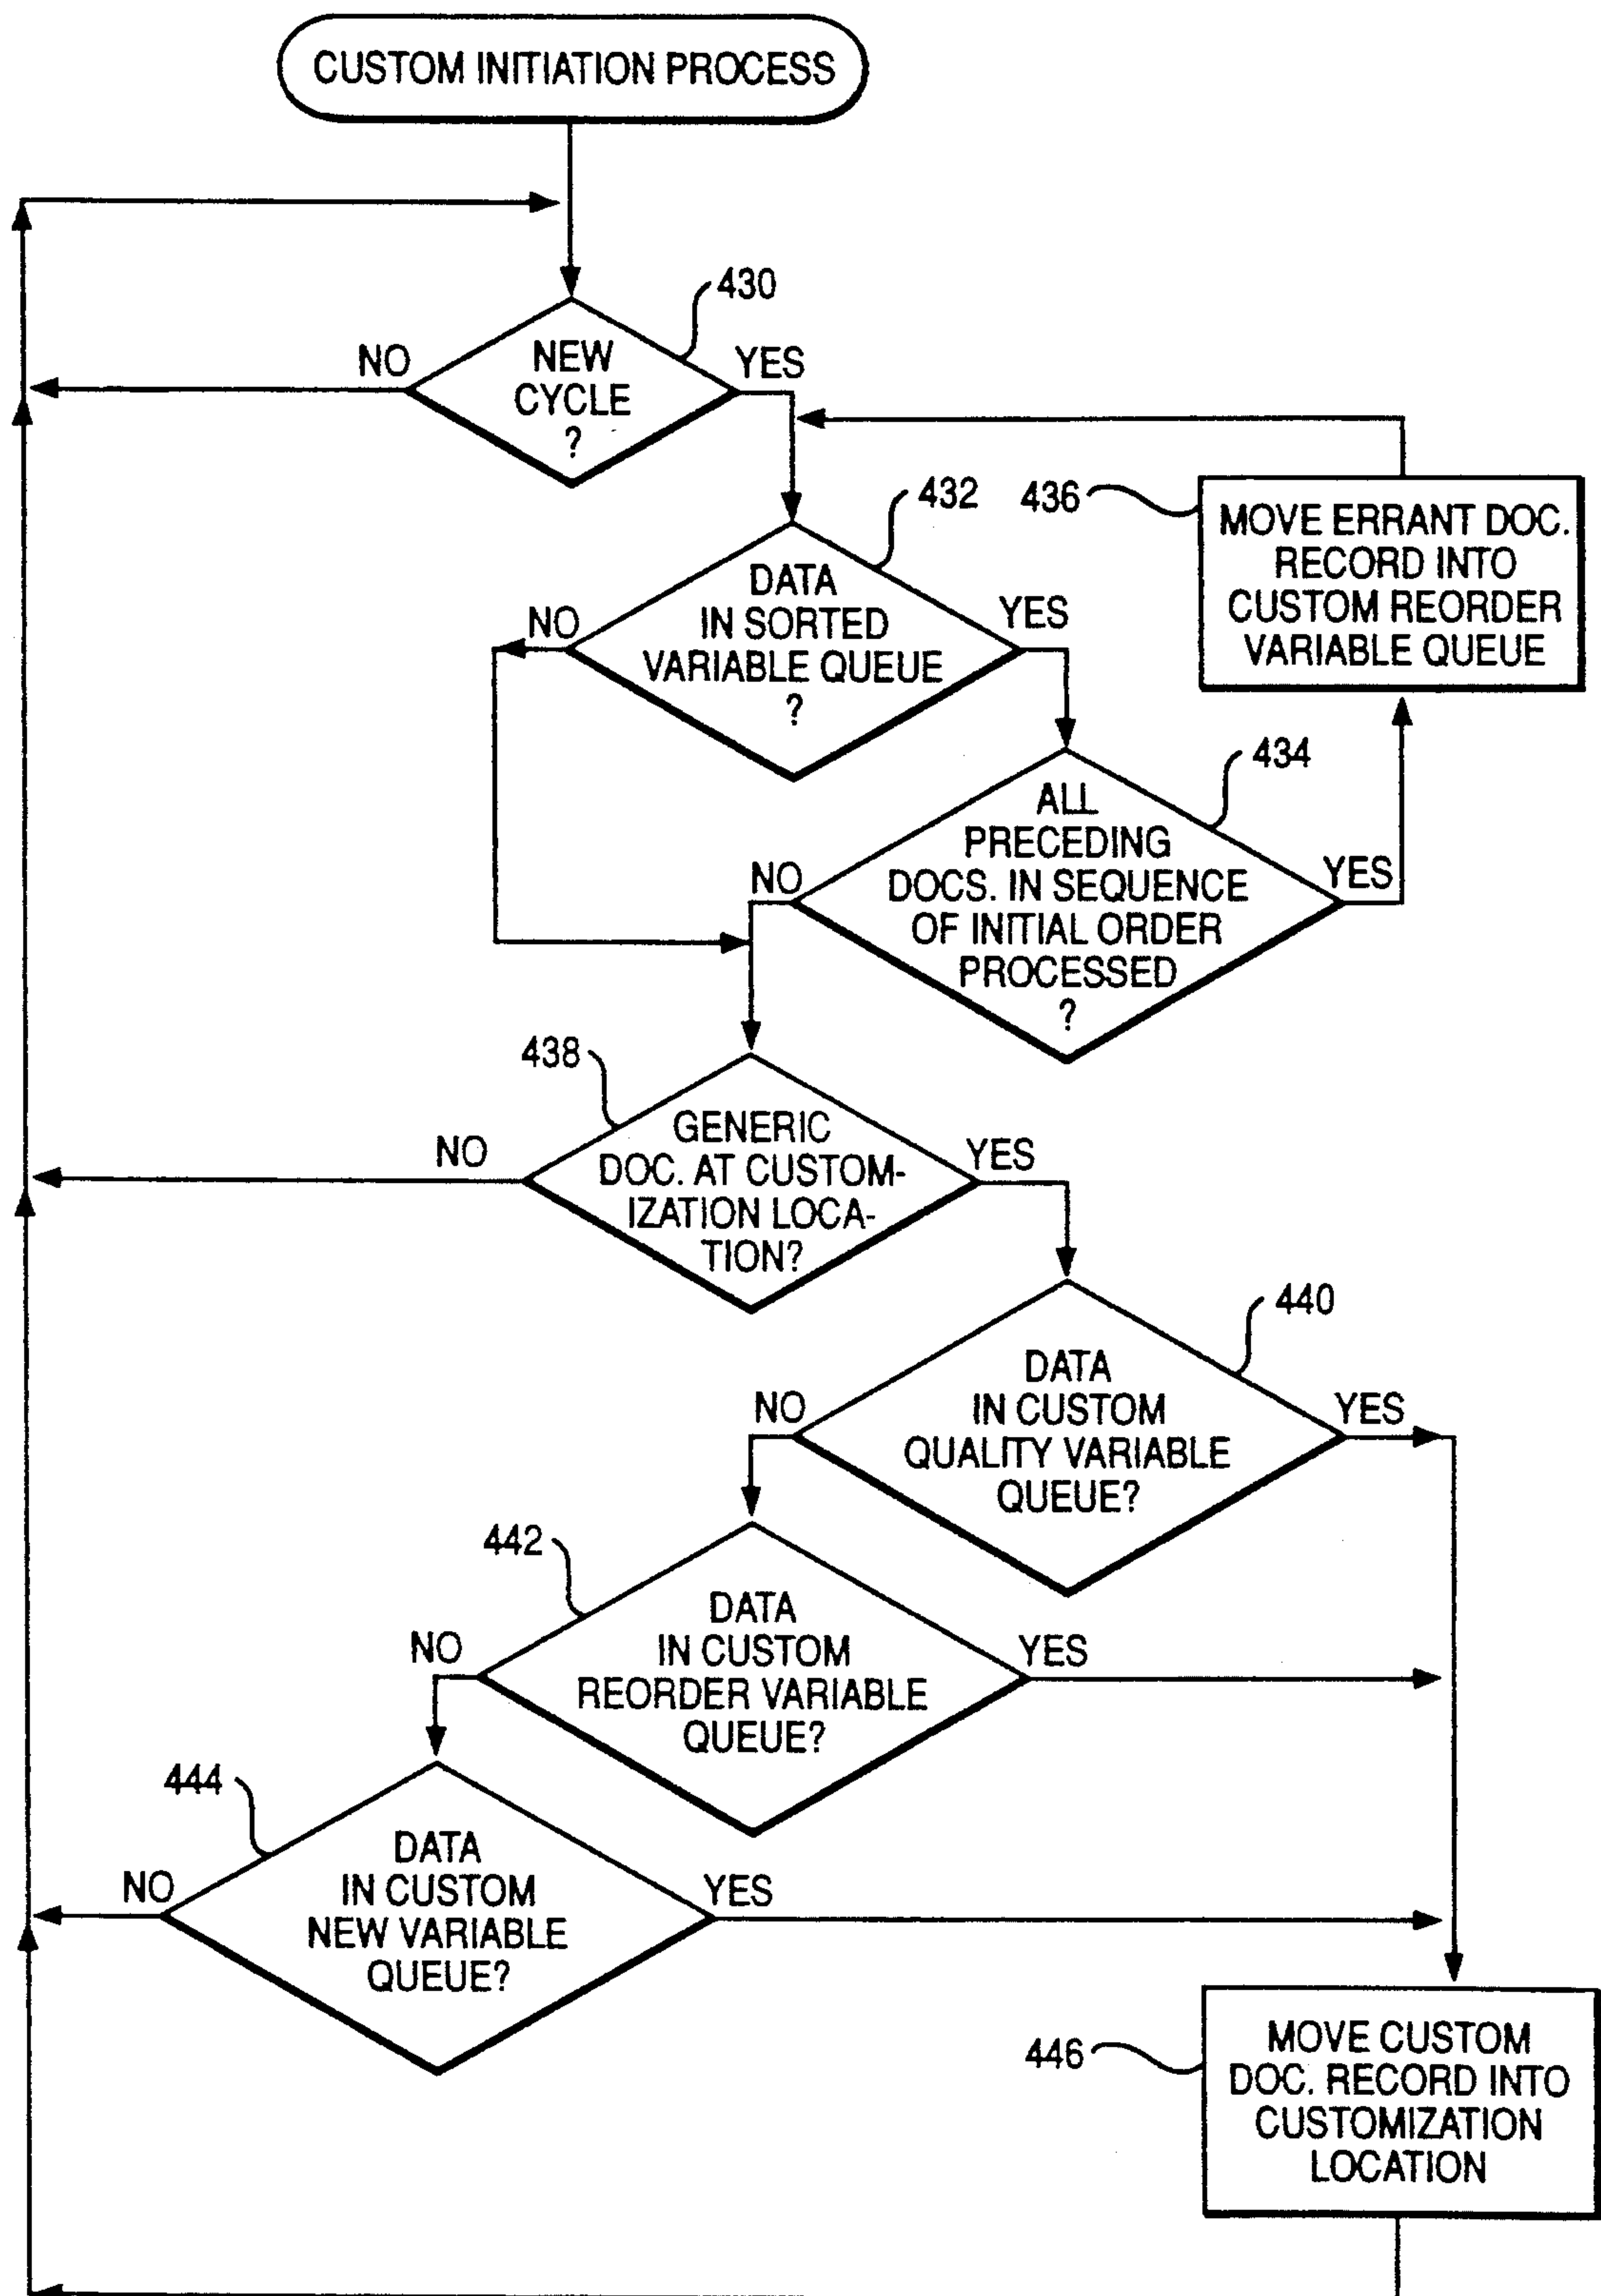 CUSTOM INITIATION PROCESS
430
NO
NEW
CYCLE
?
YES
432
436
MOVE ERRANT DOC.
RECORD INTO
CUSTOM REORDER
VARIABLE QUEUE
NO
DATA
IN SORTED
VARIABLE QUEUE
?
YES
434
ALL
PRECEDING
DOCS. IN SEQUENCE
OF INITIAL ORDER
PROCESSED
?
NO
YES
438
NO
GENERIC
DOC. AT CUSTOM-
IZATION LOCA-
TION?
YES
440
NO
DATA
IN CUSTOM
QUALITY VARIABLE
QUEUE?
YES
442
NO
DATA
IN CUSTOM
REORDER VARIABLE
QUEUE?
YES
444
NO
DATA
IN CUSTOM
NEW VARIABLE
QUEUE?
YES
446
MOVE CUSTOM
DOC. RECORD INTO
CUSTOMIZATION
LOCATION